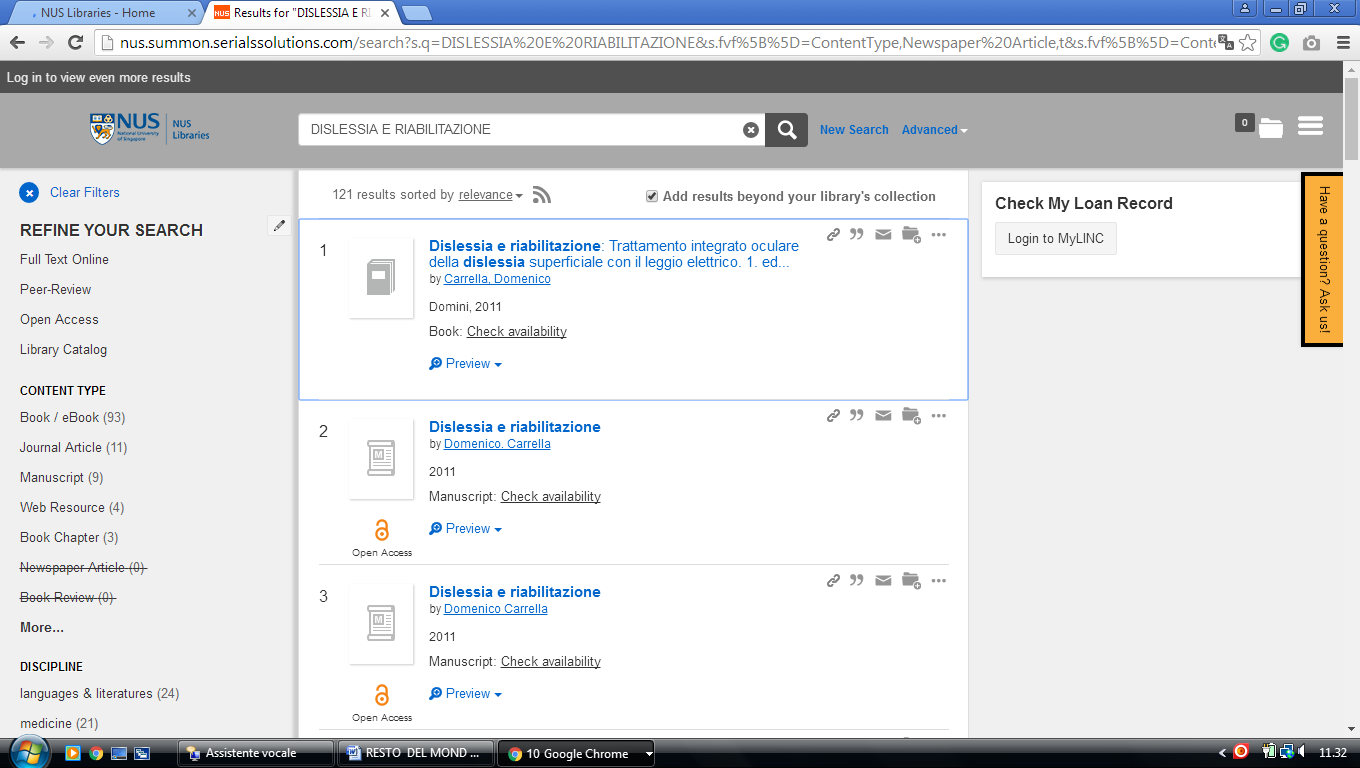 NUS Libraries - Home
Results for "DISLESSIA E RI
nus.summon.serialssolutions.com/search?s.q=DISLESSIA%20E%20RIABILITAZIONE&s.fvf%5B%5D=ContentType,Newspaper%20Article,t&s.fvf%5B%5D=Conte
Log in to view even more results
NUS
National University of Singapore
NUS
Libraries
DISLESSIA E RIABILITAZIONE
New Search
Advanced
0
Clear Filters
REFINE YOUR SEARCH
Full Text Online
Peer-Review
Open Access
Library Catalog
CONTENT TYPE
Book / eBook (93)
Journal Article (11)
Manuscript (9)
Web Resource (4)
Book Chapter (3)
Newspaper Article (0)
Book Review (0)
More...
DISCIPLINE
languages & literatures (24)
medicine (21)
121 results sorted by relevance
Add results beyond your library's collection
1
Dislessia e riabilitazione: Trattamento integrato oculare
della dislessia superficiale con il leggio elettrico. 1. ed...
by Carrella, Domenico
Domini, 2011
Book: Check availability
Preview
2
Dislessia e riabilitazione
by Domenico. Carrella
2011
Manuscript: Check availability
Preview
M
Open Access
3
Dislessia e riabilitazione
by Domenico Carrella
2011
Manuscript: Check availability
Preview
M
Open Access
Check My Loan Record
Login to MyLINC
Have a question? Ask us!
Assistente vocale
RESTO DEL MOND ...
10 Google Chrome
11.32